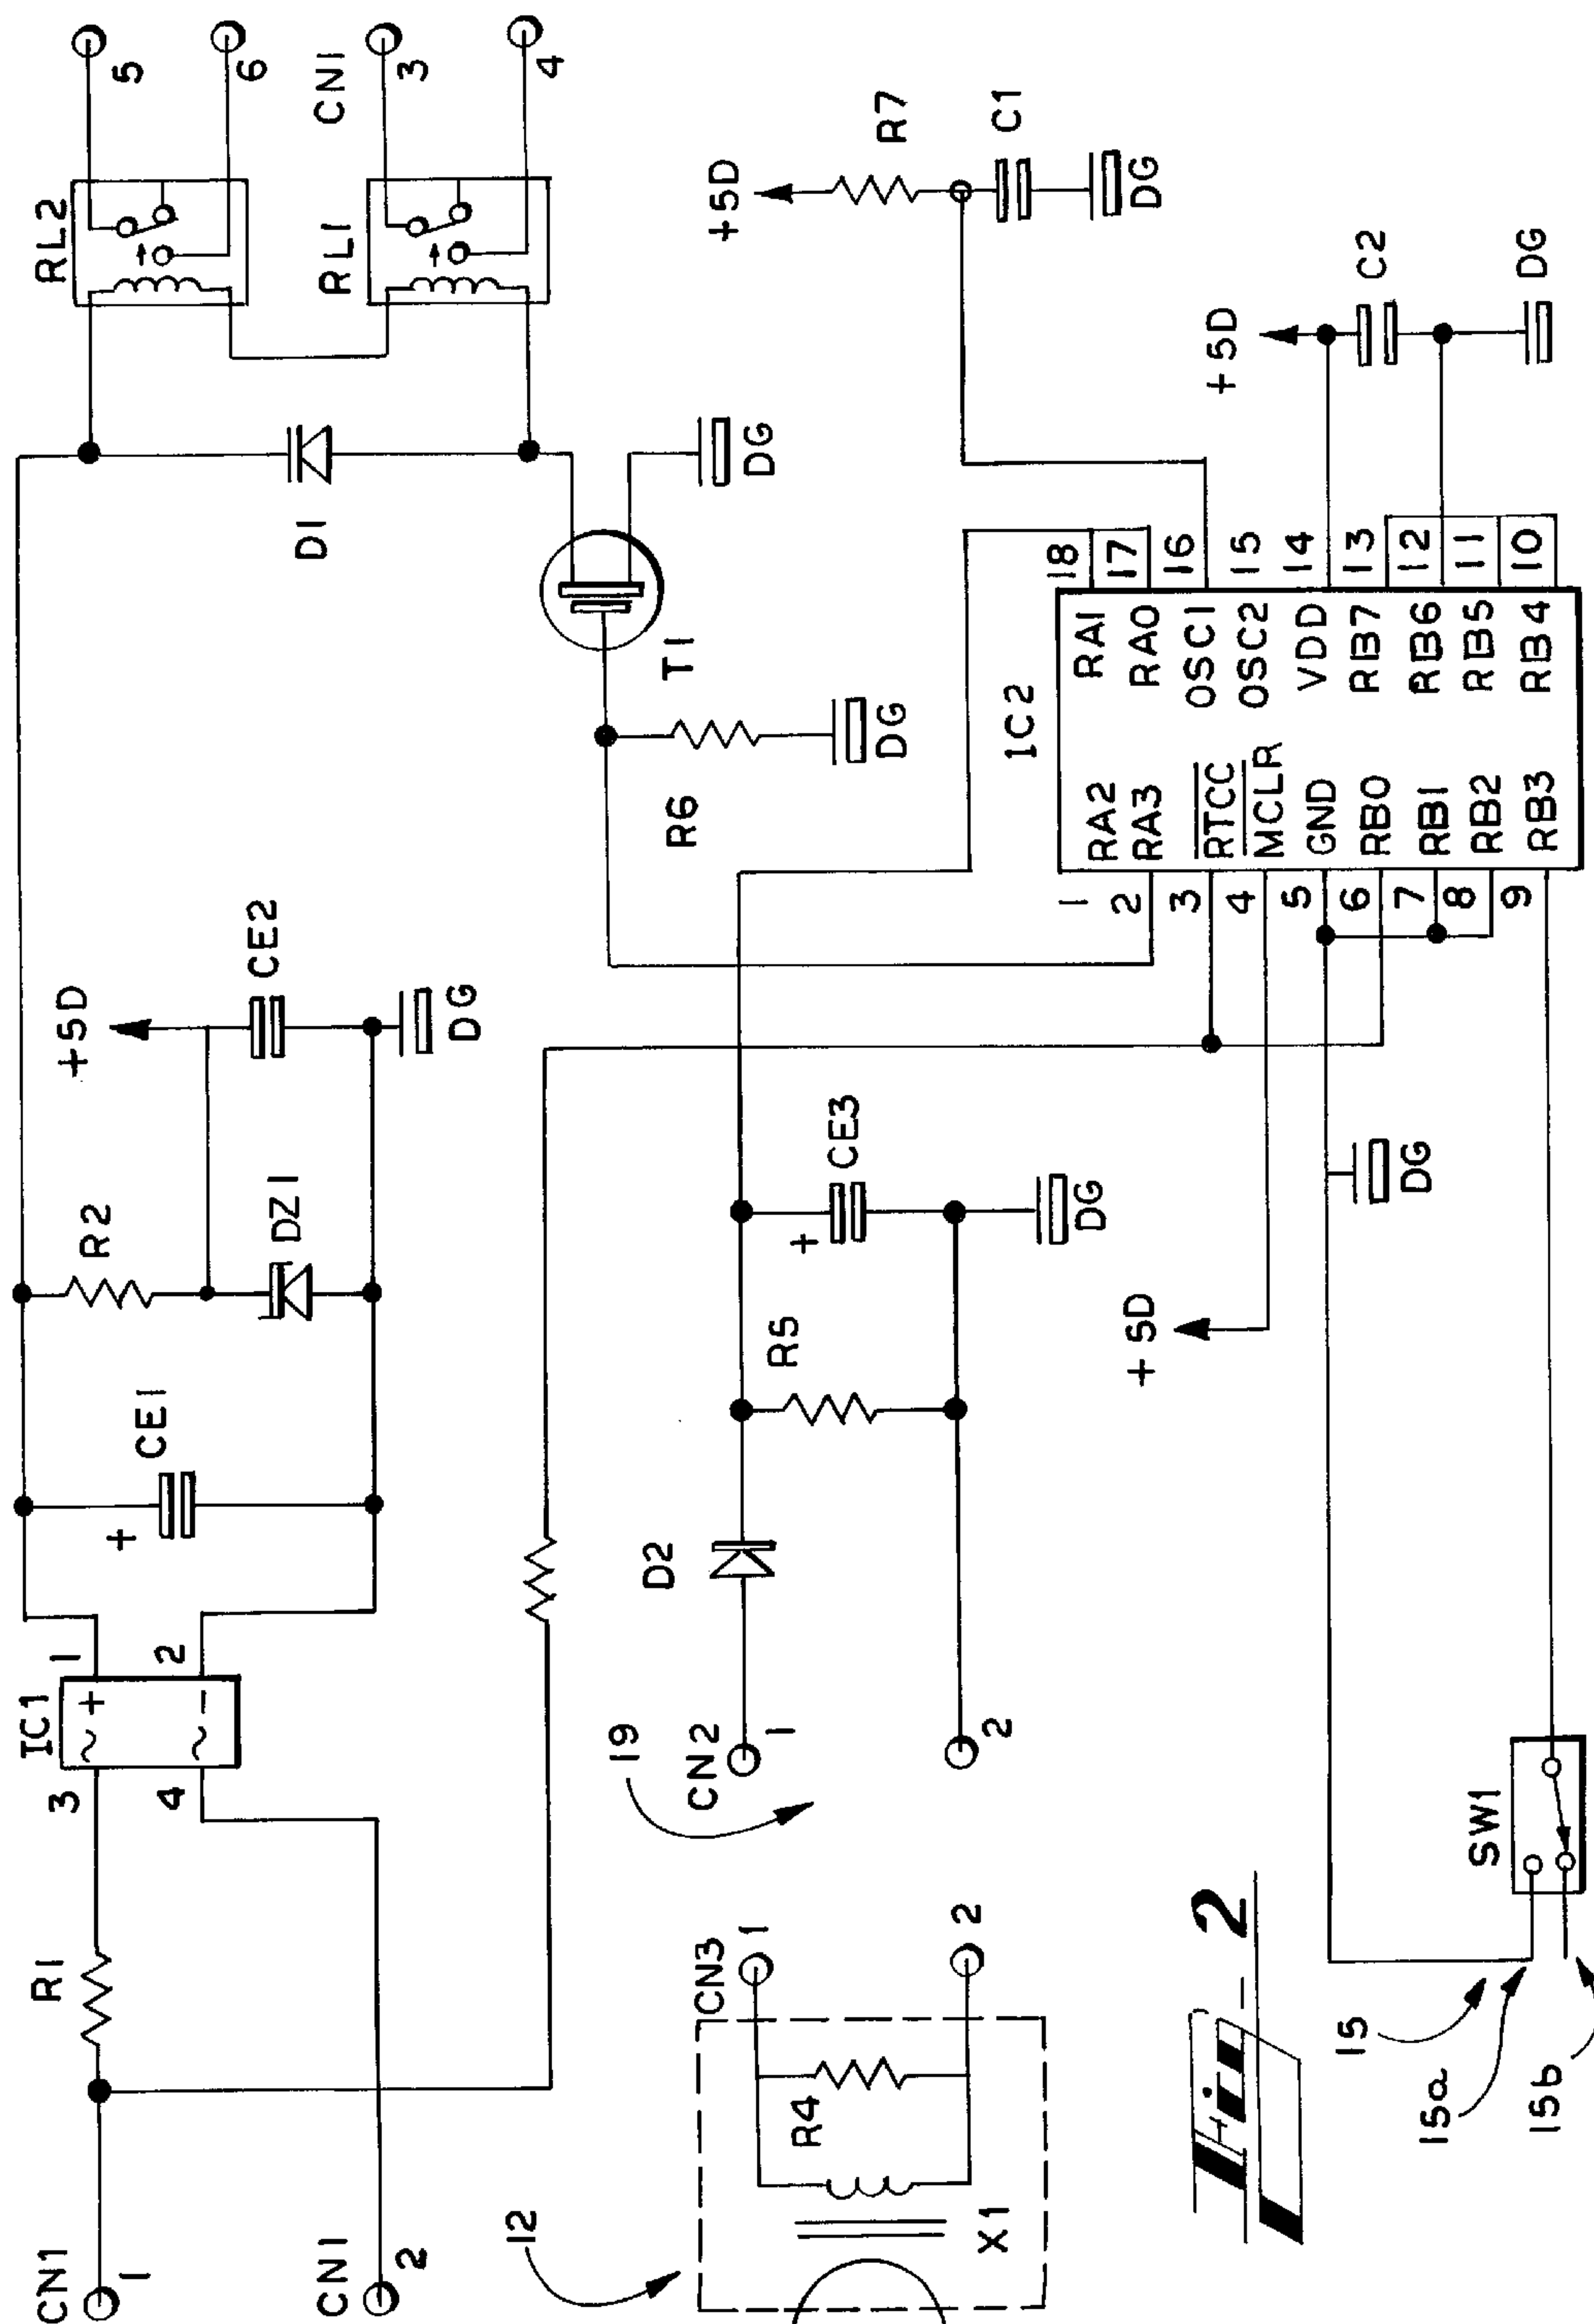 CN1
1
R1
IC1
3
~ +
1
4
~ −
2
CN1
2
CE1
+
R2
DZ1
+5D
CE2
DG
D1
RL2
5
6
RL1
CN1
3
4
T1
DG
R6
DG
12
X1
R4
CN3
1
2
19
CN2
1
2
D2
R5
+
CE3
DG
+5D
R7
C1
DG
+5D
DG
IC2
1
RA2
RA1
18
2
RA3
RA0
17
3
RTCC
OSC1
16
4
MCLR
OSC2
15
5
GND
VDD
14
6
RB0
RB7
13
7
RB1
RB6
12
8
RB2
RB5
11
9
RB3
RB4
10
+5D
C2
DG
SW1
15
15a
15b
Fig. 2